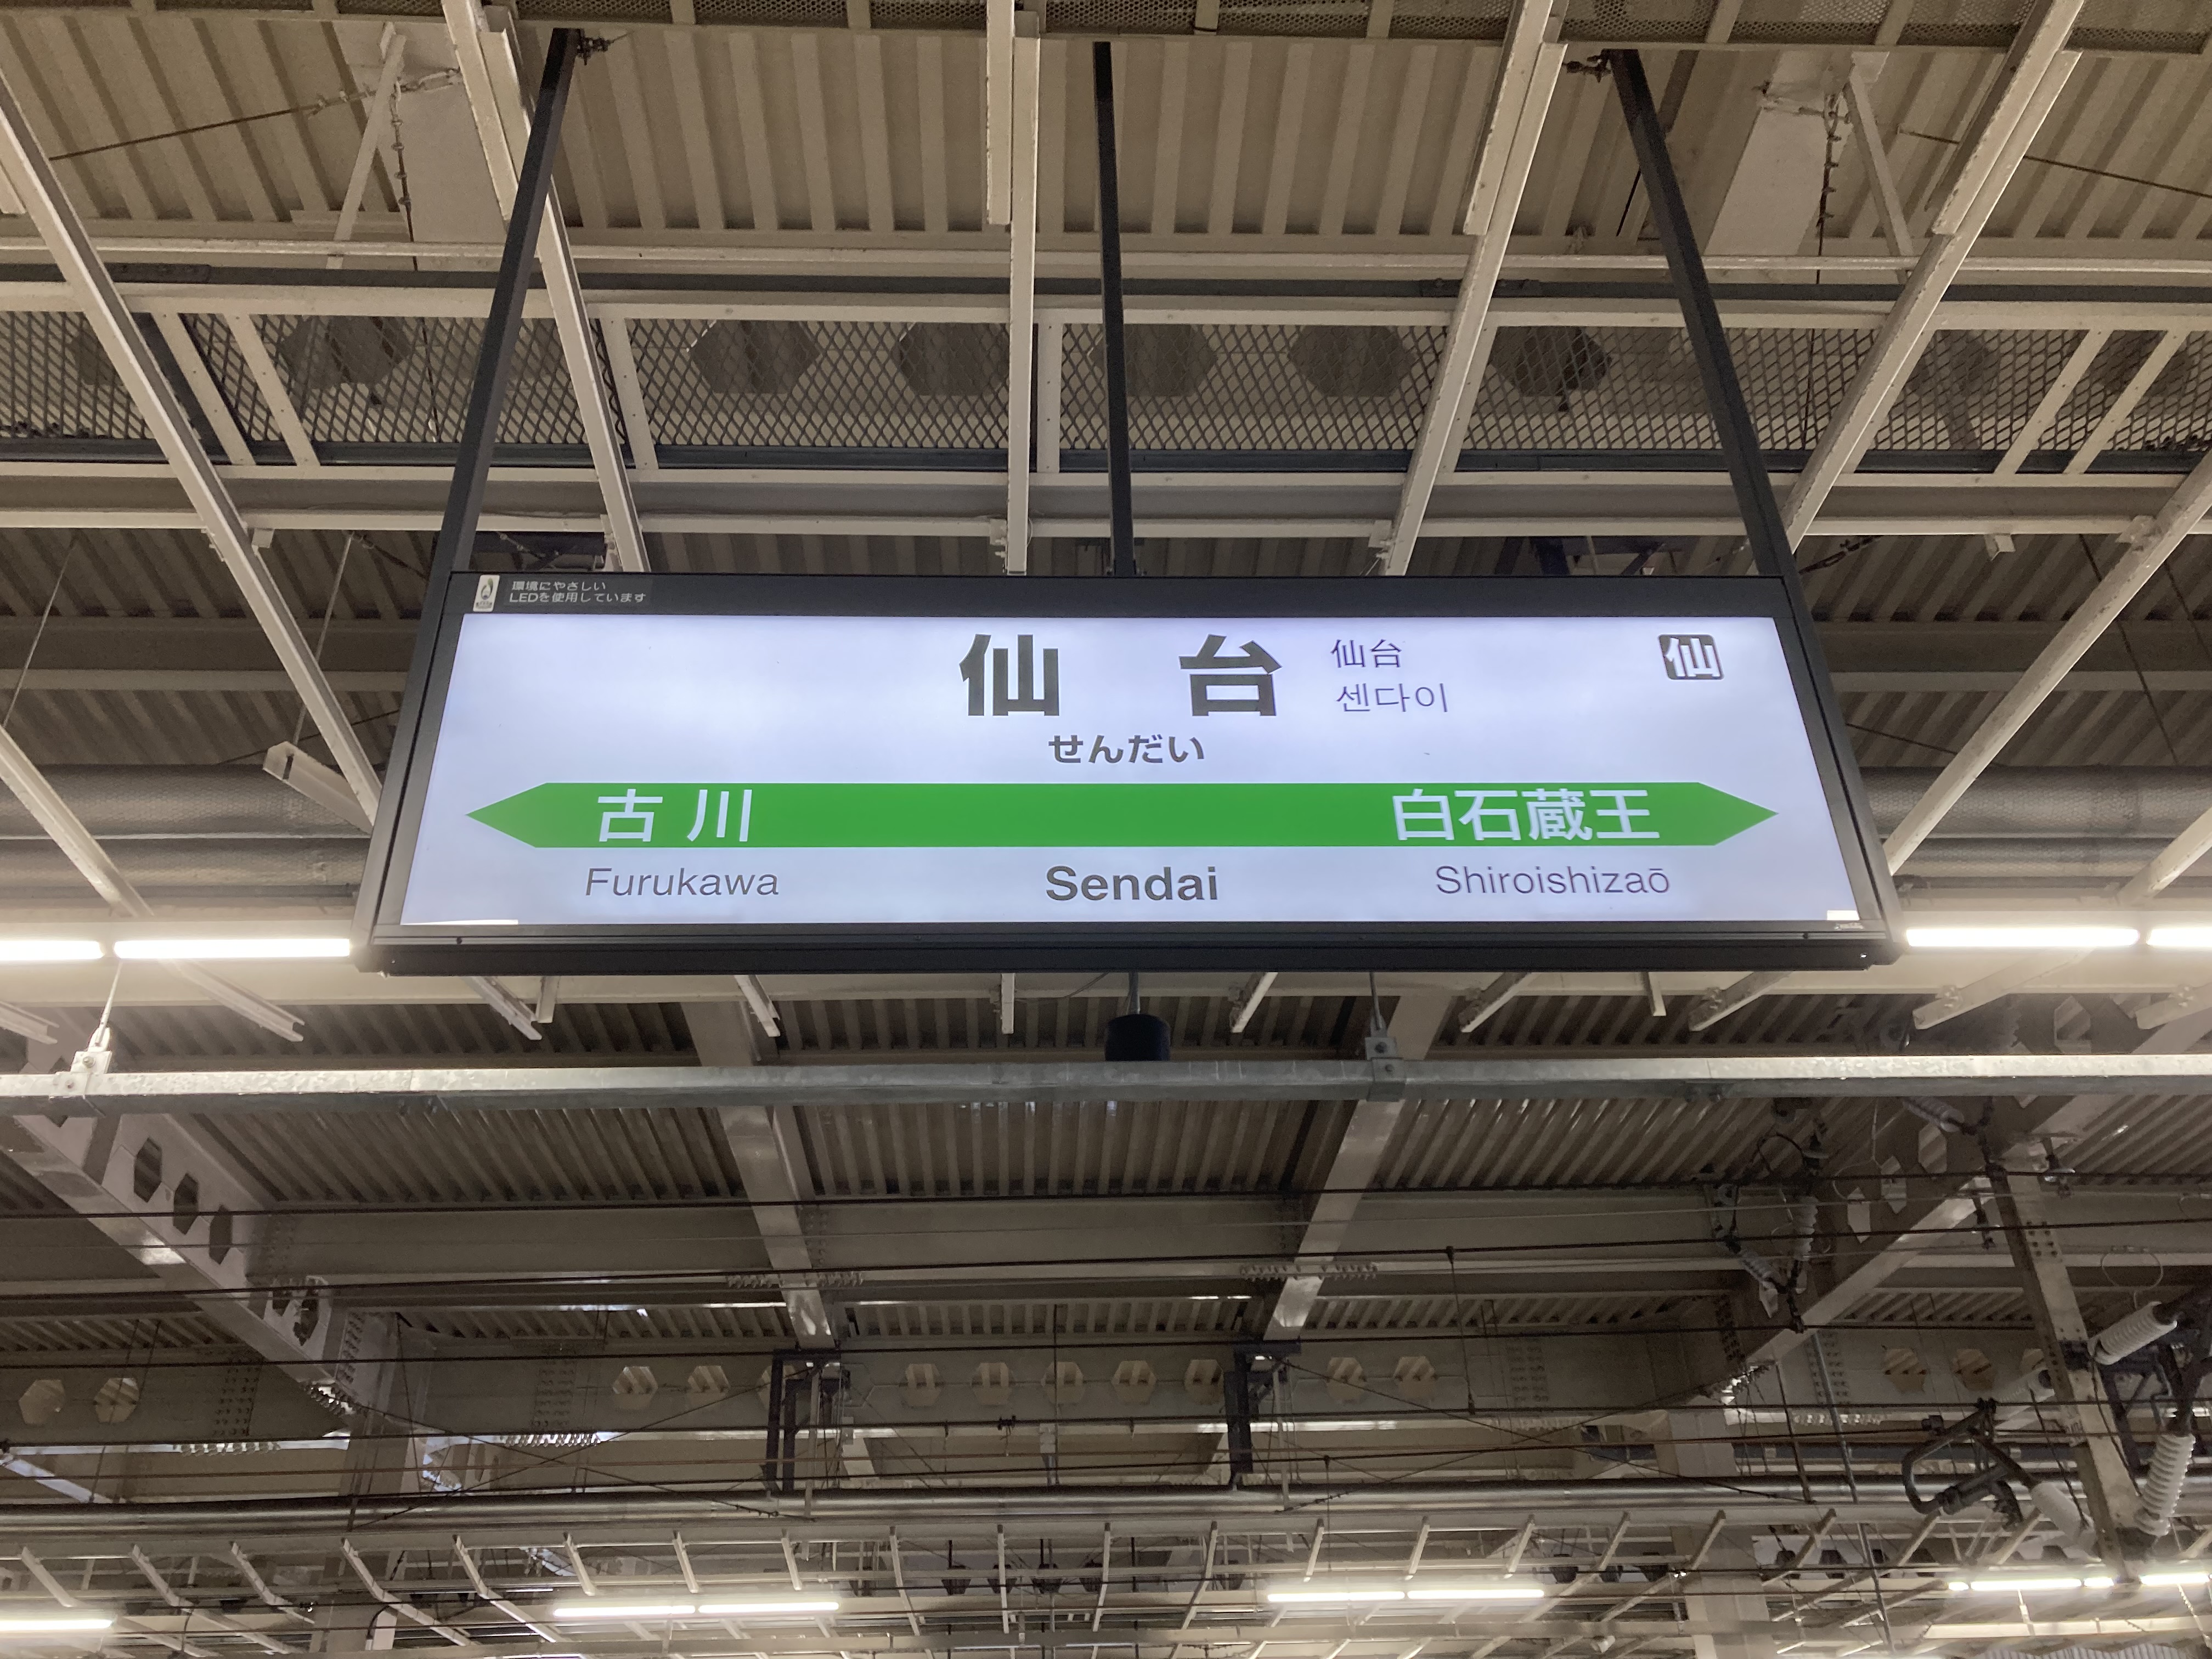 環境にやさしい
LEDを使用しています
仙台
仙台
센다이
仙
せんだい
古川
白石蔵王
Furukawa
Sendai
Shiroishizaō